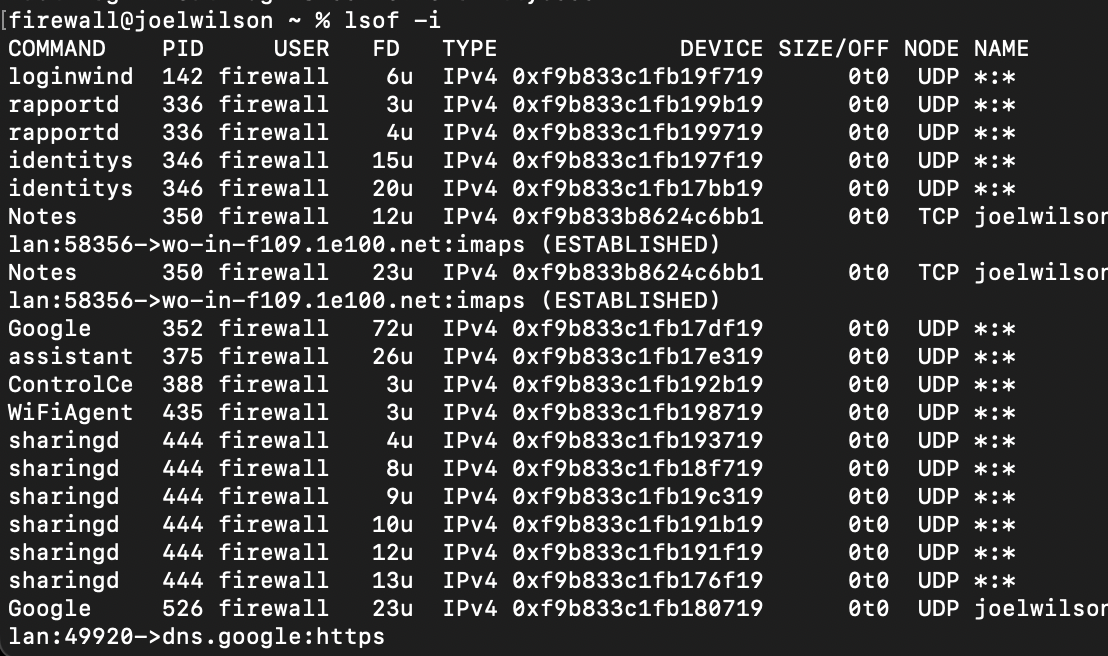 [firewall@joelwilson ~ % lsof -i
COMMAND PID USER FD TYPE DEVICE SIZE/OFF NODE NAME
loginwind 142 firewall 6u IPv4 0xf9b833c1fb19f719 0t0 UDP *:*
rapportd 336 firewall 3u IPv4 0xf9b833c1fb199b19 0t0 UDP *:*
rapportd 336 firewall 4u IPv4 0xf9b833c1fb199719 0t0 UDP *:*
identitys 346 firewall 15u IPv4 0xf9b833c1fb197f19 0t0 UDP *:*
identitys 346 firewall 20u IPv4 0xf9b833c1fb17bb19 0t0 UDP *:*
Notes 350 firewall 12u IPv4 0xf9b833b8624c6bb1 0t0 TCP joelwilson
lan:58356->wo-in-f109.1e100.net:imaps (ESTABLISHED)
Notes 350 firewall 23u IPv4 0xf9b833b8624c6bb1 0t0 TCP joelwilson
lan:58356->wo-in-f109.1e100.net:imaps (ESTABLISHED)
Google 352 firewall 72u IPv4 0xf9b833c1fb17df19 0t0 UDP *:*
assistant 375 firewall 26u IPv4 0xf9b833c1fb17e319 0t0 UDP *:*
ControlCe 388 firewall 3u IPv4 0xf9b833c1fb192b19 0t0 UDP *:*
WiFiAgent 435 firewall 3u IPv4 0xf9b833c1fb198719 0t0 UDP *:*
sharingd 444 firewall 4u IPv4 0xf9b833c1fb193719 0t0 UDP *:*
sharingd 444 firewall 8u IPv4 0xf9b833c1fb18f719 0t0 UDP *:*
sharingd 444 firewall 9u IPv4 0xf9b833c1fb19c319 0t0 UDP *:*
sharingd 444 firewall 10u IPv4 0xf9b833c1fb191b19 0t0 UDP *:*
sharingd 444 firewall 12u IPv4 0xf9b833c1fb191f19 0t0 UDP *:*
sharingd 444 firewall 13u IPv4 0xf9b833c1fb176f19 0t0 UDP *:*
Google 526 firewall 23u IPv4 0xf9b833c1fb180719 0t0 UDP joelwilson
lan:49920->dns.google:https